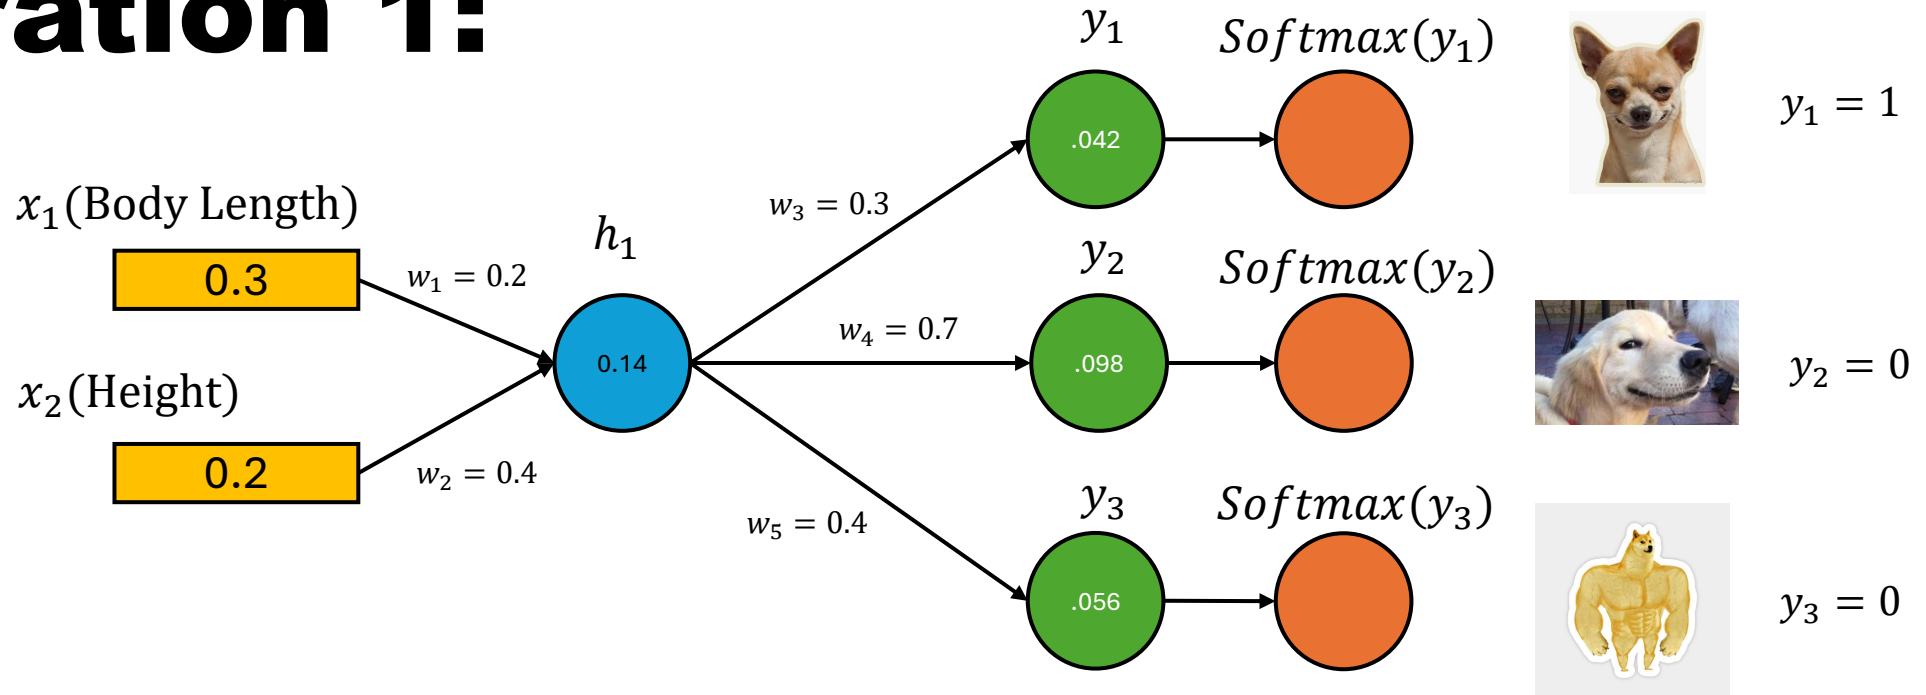 ration 1:
y₁
Softmax(y₁)
y₁ = 1
.042
x₁(Body Length)
0.3
w₁ = 0.2
h₁
0.14
w₃ = 0.3
y₂
Softmax(y₂)
w₄ = 0.7
.098
y₂ = 0
x₂(Height)
0.2
w₂ = 0.4
w₅ = 0.4
y₃
Softmax(y₃)
.056
y₃ = 0